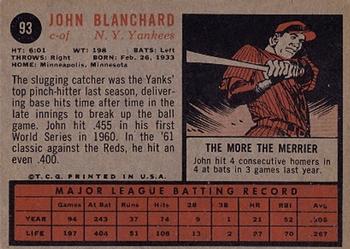 93
JOHN BLANCHARD
c-of N. Y. Yankees
HT: 6:01 WT: 198 BATS: Left
THROWS: Right BORN: Feb. 26, 1933
HOME: Minneapolis, Minnesota
The slugging catcher was the Yanks'
top pinch-hitter last season, deliver-
ing base hits time after time in the
late innings to break up the ball
game. John hit .455 in his
first World Series in 1960. In the '61
classic against the Reds, he hit an
even .400.
©T.C.G. PRINTED IN U.S.A.
THE MORE THE MERRIER
John hit 4 consecutive homers in
4 at bats in 3 games last year.
MAJOR LEAGUE BATTING RECORD
Games At Bat Runs Hits 2B 3B HR RBI Avg.
YEAR 94 243 37 74 9 1 21 54
LIFE 197 404 51 108 13 2 27 70 .267